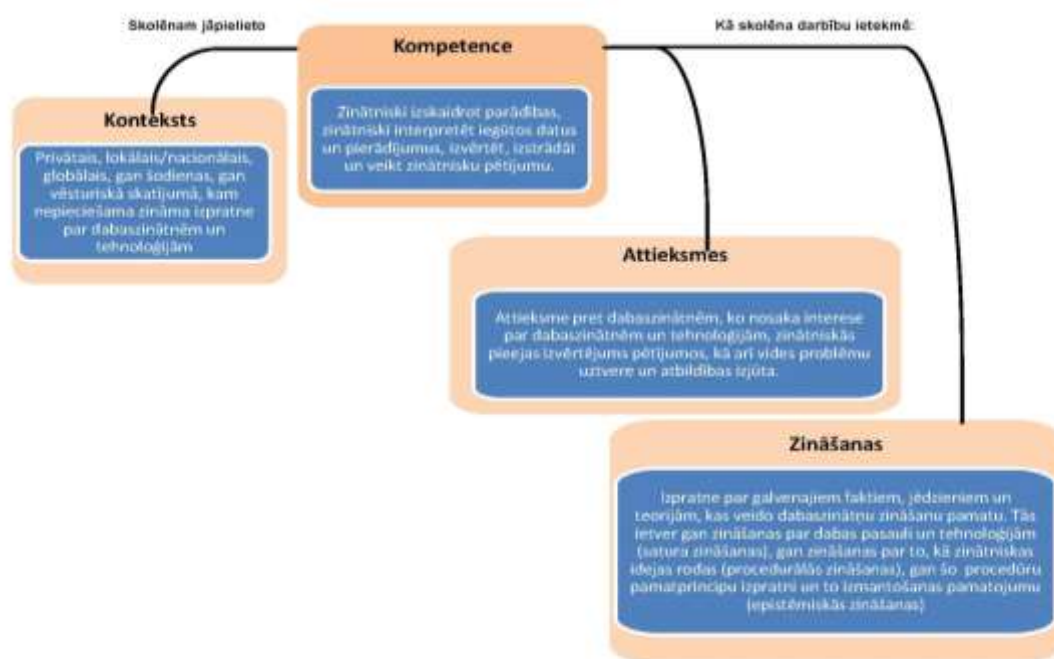 Skolēnam jāpielieto
Kā skolēna darbību ietekmē:
Kompetence
Zinātniski izskaidrot parādības,
zinātniski interpretēt iegūtos datus
un pierādījumus, izvērtēt, izstrādāt
un veikt zinātnisku pētījumu.
Konteksts
Privātais, lokālais/nacionālais,
globālais, gan šodienas, gan
vēsturiskā skatījumā, kam
nepieciešama zināma izpratne
par dabaszinātnēm un
tehnoloģijām
Attieksmes
Attieksme pret dabaszinātnēm, ko nosaka interese
par dabaszinātnēm un tehnoloģijām, zinātniskās
pieejas izvērtējums pētījumos, kā arī vides problēmu
uztvere un atbildības izjūta.
Zināšanas
Izpratne par galvenajiem faktiem, jēdzieniem un
teorijām, kas veido dabaszinātņu zināšanu pamatu. Tās
ietver gan zināšanas par dabas pasauli un tehnoloģijām
(satura zināšanas), gan zināšanas par to, kā zinātniskas
idejas rodas (procedurālās zināšanas), gan šo procedūru
pamatprincipu izpratni un to izmantošanas pamatojumu
(epistēmiskās zināšanas)